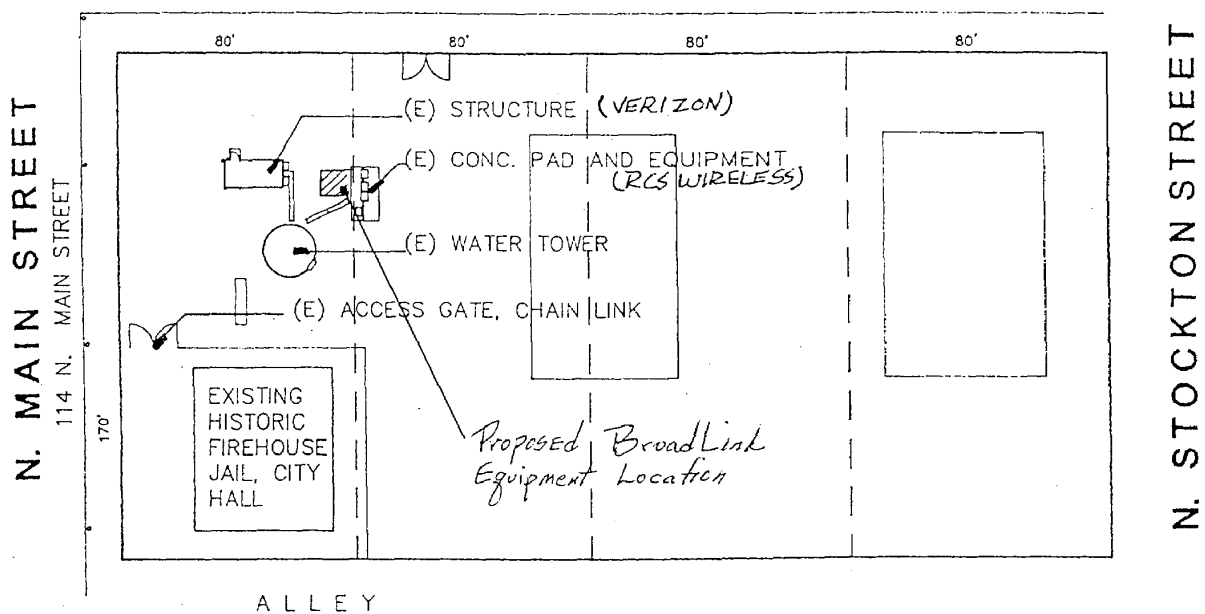 80' 80' 80' 80'
N. MAIN STREET
114 N. MAIN STREET
170'
N. STOCKTON STREET
(E) STRUCTURE (VERIZON)
(E) CONC. PAD AND EQUIPMENT
(RCS WIRELESS)
(E) WATER TOWER
(E) ACCESS GATE, CHAIN LINK
EXISTING
HISTORIC
FIREHOUSE
JAIL, CITY
HALL
Proposed BroadLink
Equipment Location
ALLEY